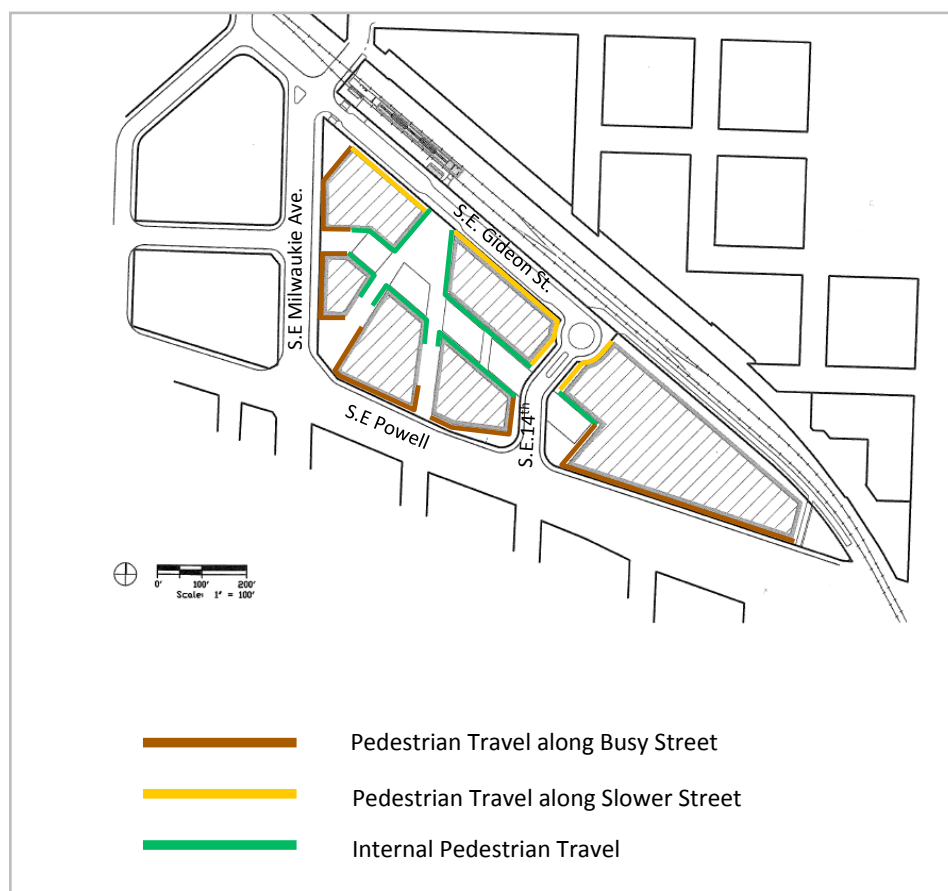 S.E. Gideon St.
S.E Milwaukie Ave.
S.E Powell
S.E.14th
0' 100' 200'
Scale: 1" = 100'
Pedestrian Travel along Busy Street
Pedestrian Travel along Slower Street
Internal Pedestrian Travel